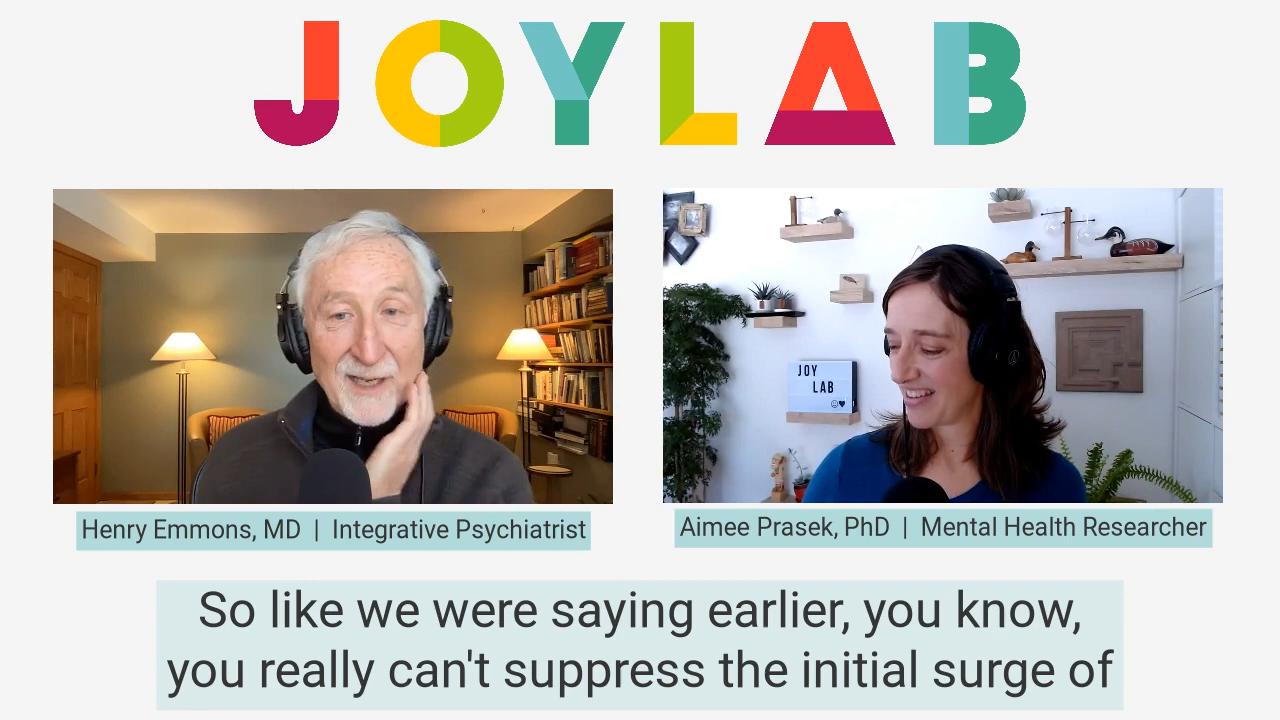 JOYLAB
JOY
LAB
Henry Emmons, MD | Integrative Psychiatrist
Aimee Prasek, PhD | Mental Health Researcher
So like we were saying earlier, you know,
you really can't suppress the initial surge of